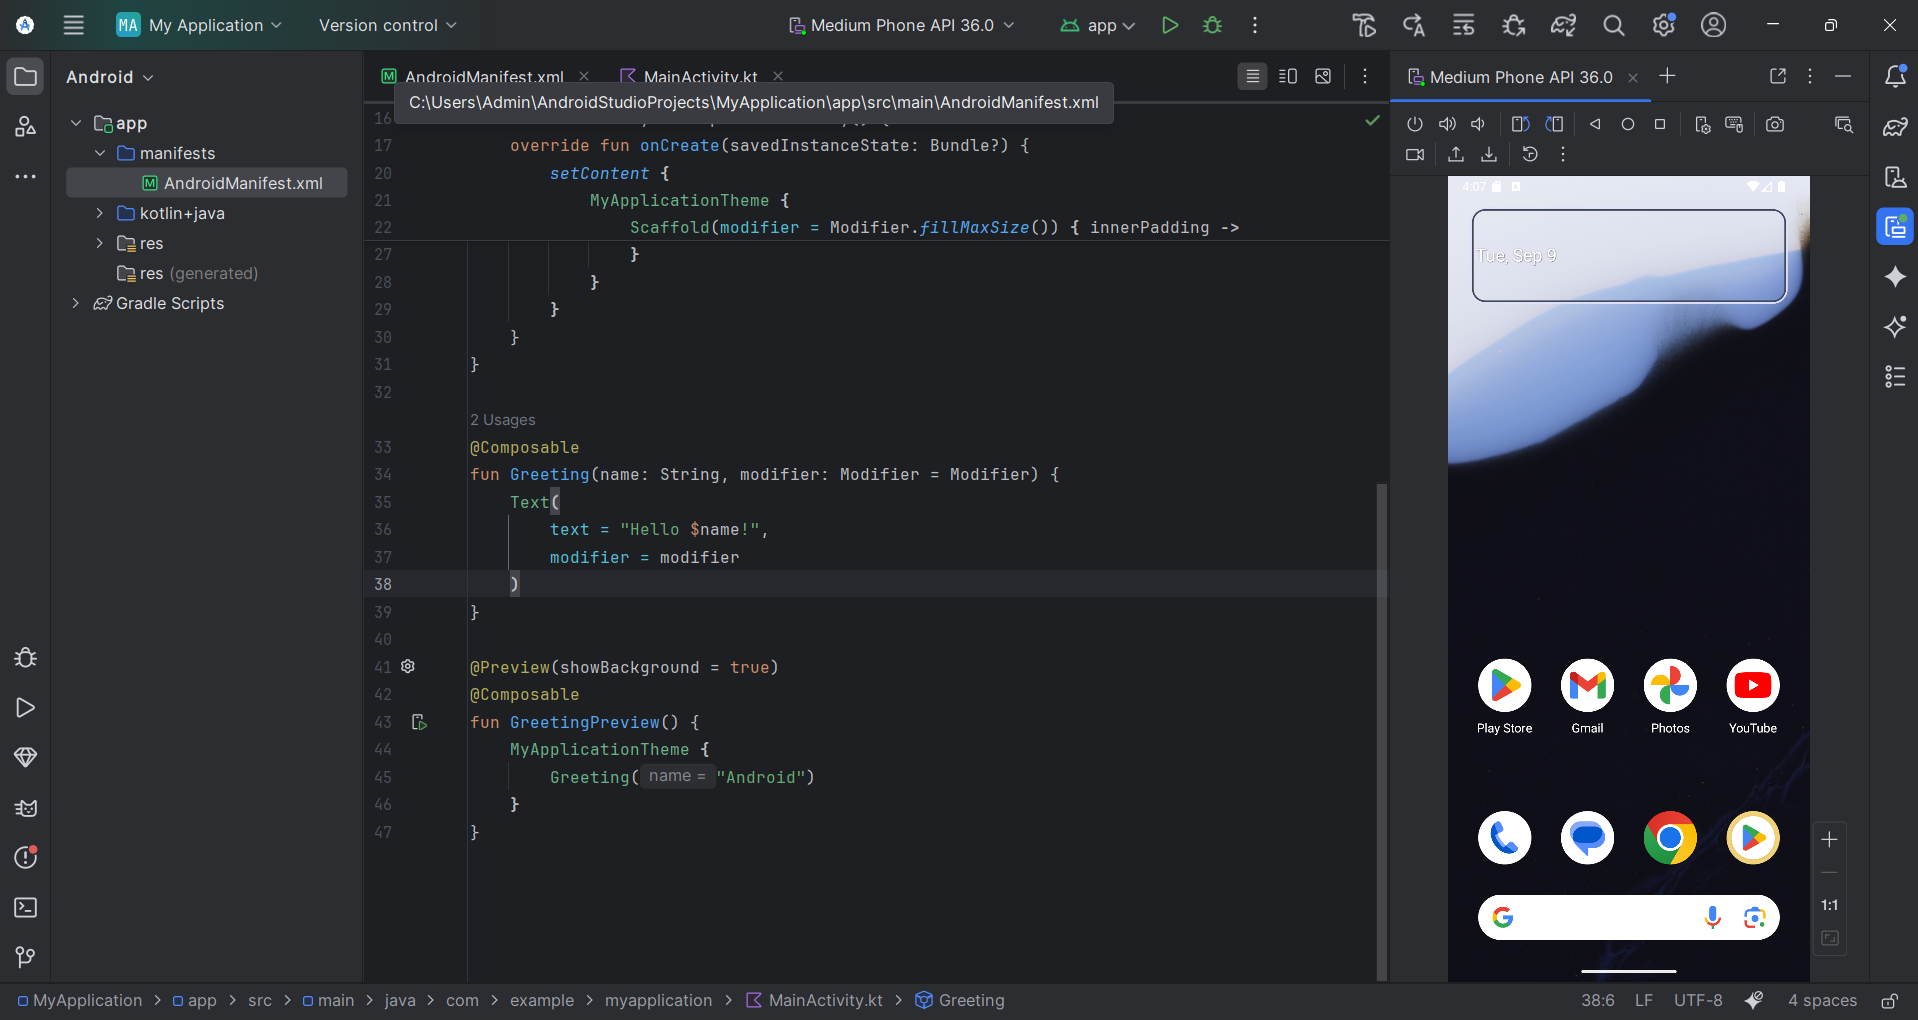 MA My Application
Version control
Medium Phone API 36.0
app
Android
AndroidManifest.xml
MainActivity.kt
Medium Phone API 36.0
C:\Users\Admin\AndroidStudioProjects\MyApplication\app\src\main\AndroidManifest.xml
app
manifests
AndroidManifest.xml
kotlin+java
res
res (generated)
Gradle Scripts
16
17 override fun onCreate(savedInstanceState: Bundle?) {
20 setContent {
21 MyApplicationTheme {
22 Scaffold(modifier = Modifier.fillMaxSize()) { innerPadding ->
27 }
28 }
29 }
30 }
31 }
32
2 Usages
33 @Composable
34 fun Greeting(name: String, modifier: Modifier = Modifier) {
35 Text(
36 text = "Hello $name!",
37 modifier = modifier
38 )
39 }
40
41 @Preview(showBackground = true)
42 @Composable
43 fun GreetingPreview() {
44 MyApplicationTheme {
45 Greeting( name = "Android")
46 }
47 }
4:07
Tue, Sep 9
Play Store
Gmail
Photos
YouTube
1:1
MyApplication > app > src > main > java > com > example > myapplication > MainActivity.kt > Greeting
38:6 LF UTF-8 4 spaces